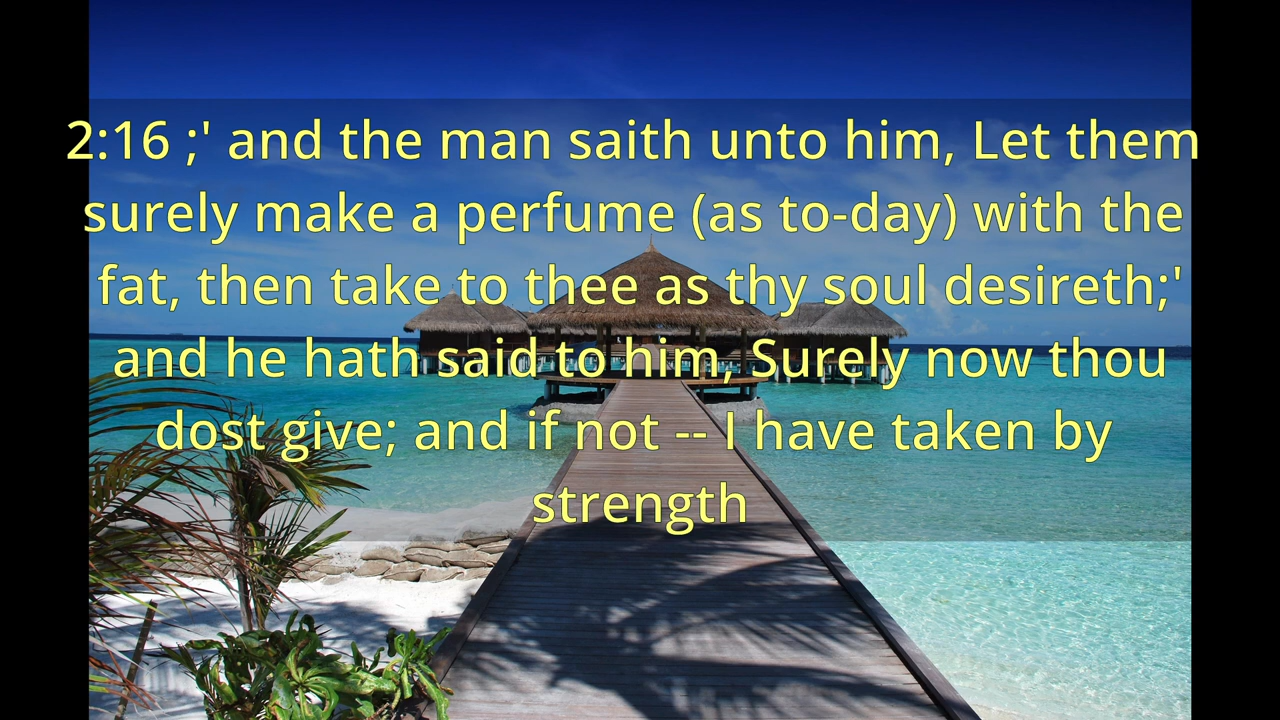 2:16 ;' and the man saith unto him, Let them
surely make a perfume (as to-day) with the
fat, then take to thee as thy soul desireth;'
and he hath said to him, Surely now thou
dost give; and if not -- I have taken by
strength